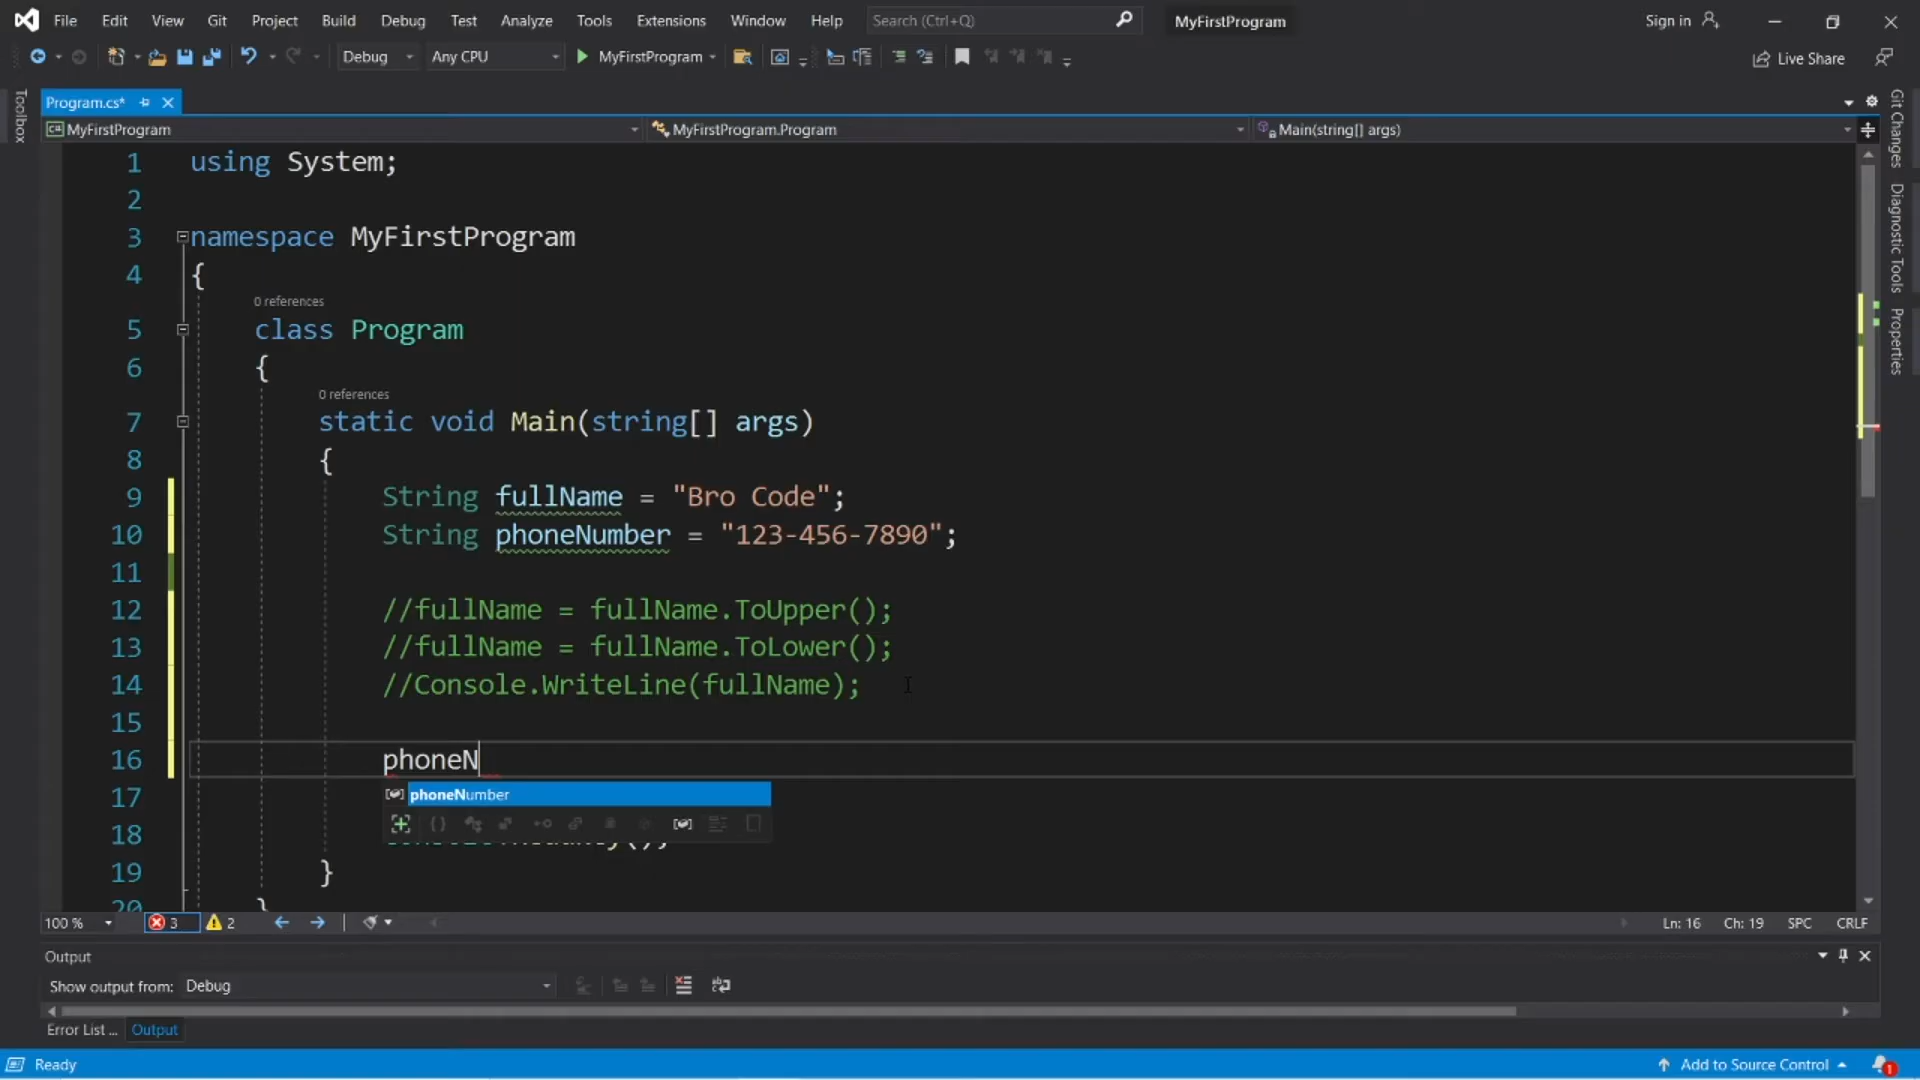 File Edit View Git Project Build Debug Test Analyze Tools Extensions Window Help Search (Ctrl+Q) MyFirstProgram Sign in
Debug Any CPU MyFirstProgram Live Share
Toolbox
Program.cs*
MyFirstProgram MyFirstProgram.Program Main(string[] args)
Git Changes
Diagnostic Tools
Properties
1 using System;
2
3 namespace MyFirstProgram
4 {
0 references
5 class Program
6 {
0 references
7 static void Main(string[] args)
8 {
9 String fullName = "Bro Code";
10 String phoneNumber = "123-456-7890";
11
12 //fullName = fullName.ToUpper();
13 //fullName = fullName.ToLower();
14 //Console.WriteLine(fullName);
15
16 phoneN
phoneNumber
17
18
19 }
20 }
100 % 3 2 Ln: 16 Ch: 19 SPC CRLF
Output
Show output from: Debug
Error List ... Output
Ready Add to Source Control 1